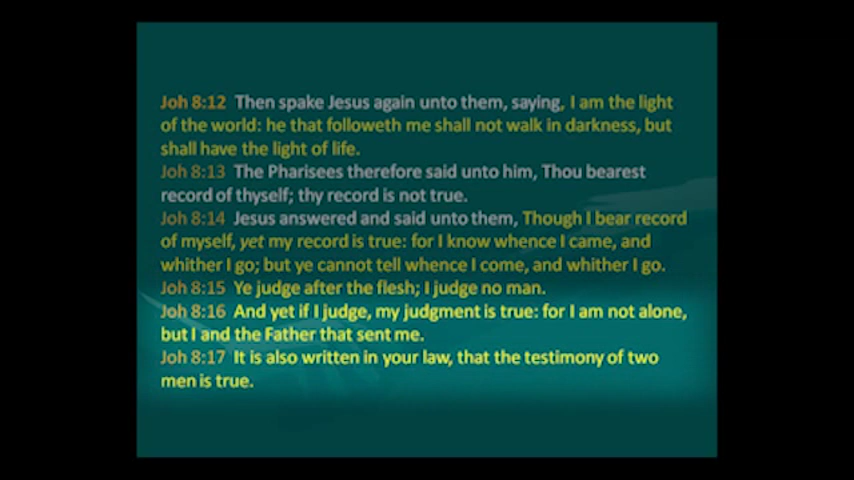 Joh 8:12 Then spake Jesus again unto them, saying, I am the light
of the world: he that followeth me shall not walk in darkness, but
shall have the light of life.
Joh 8:13 The Pharisees therefore said unto him, Thou bearest
record of thyself; thy record is not true.
Joh 8:14 Jesus answered and said unto them, Though I bear record
of myself, yet my record is true: for I know whence I came, and
whither I go; but ye cannot tell whence I come, and whither I go.
Joh 8:15 Ye judge after the flesh; I judge no man.
Joh 8:16 And yet if I judge, my judgment is true: for I am not alone,
but I and the Father that sent me.
Joh 8:17 It is also written in your law, that the testimony of two
men is true.